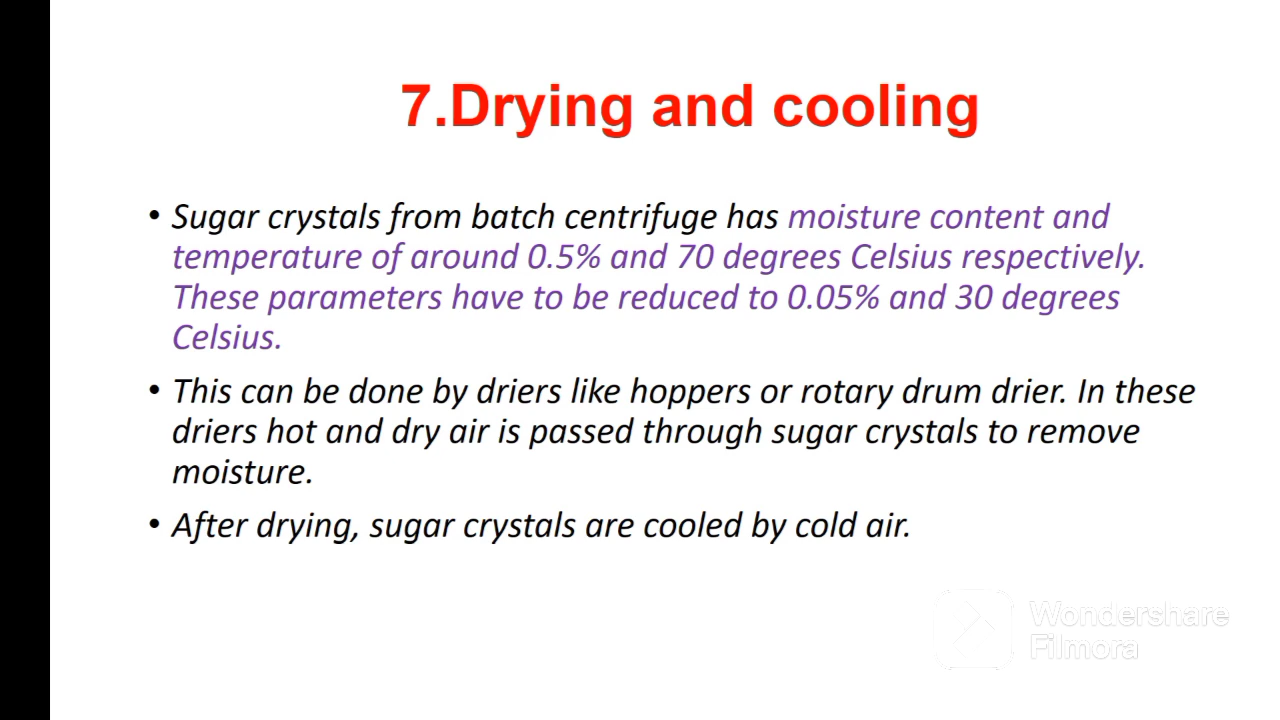 7.Drying and cooling
• Sugar crystals from batch centrifuge has moisture content and
temperature of around 0.5% and 70 degrees Celsius respectively.
These parameters have to be reduced to 0.05% and 30 degrees
Celsius.
• This can be done by driers like hoppers or rotary drum drier. In these
driers hot and dry air is passed through sugar crystals to remove
moisture.
• After drying, sugar crystals are cooled by cold air.
Wondershare
Filmora